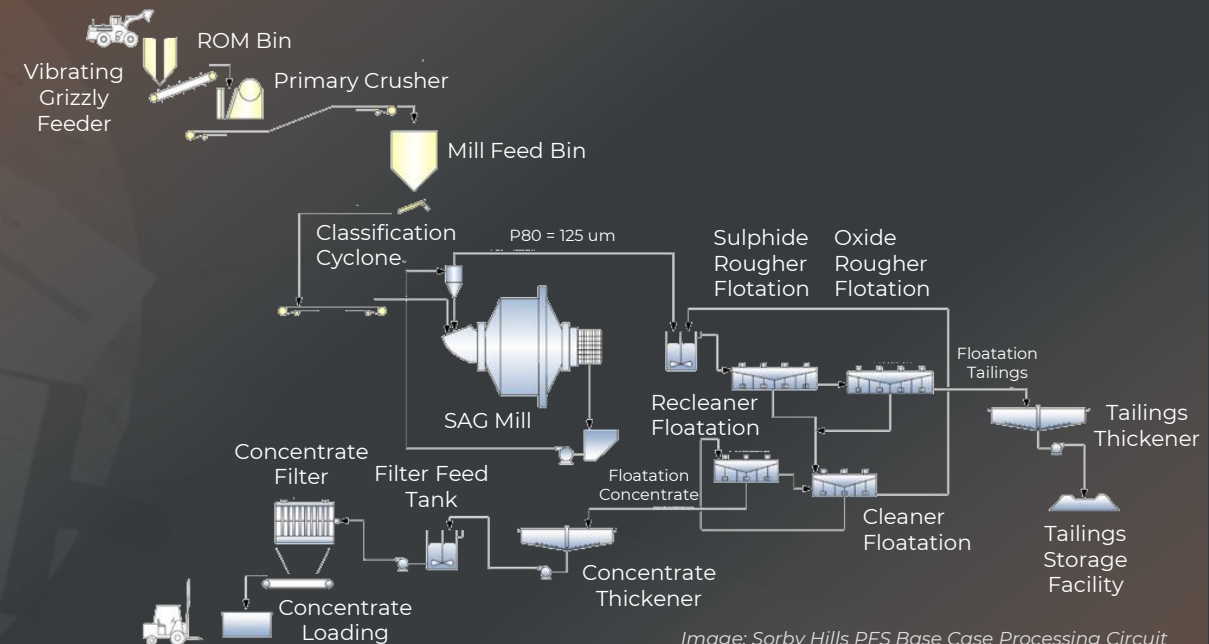 ROM Bin
Vibrating
Grizzly
Feeder
Primary Crusher
Mill Feed Bin
Classification
Cyclone
P80 = 125 um
Sulphide
Rougher
Flotation
Oxide
Rougher
Flotation
Floatation
Tailings
SAG Mill
Recleaner
Floatation
Tailings
Thickener
Concentrate
Filter
Filter Feed
Tank
Floatation
Concentrate
Cleaner
Floatation
Tailings
Storage
Facility
Concentrate
Thickener
Concentrate
Loading
Image: Sorby Hills PFS Base Case Processing Circuit